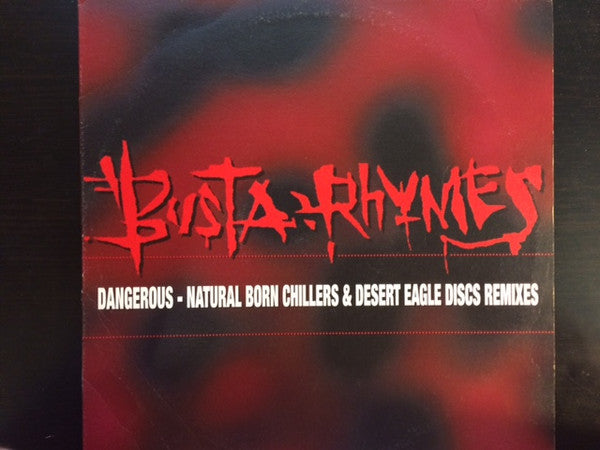 BUSTA RHYMES
DANGEROUS - NATURAL BORN CHILLERS & DESERT EAGLE DISCS REMIXES